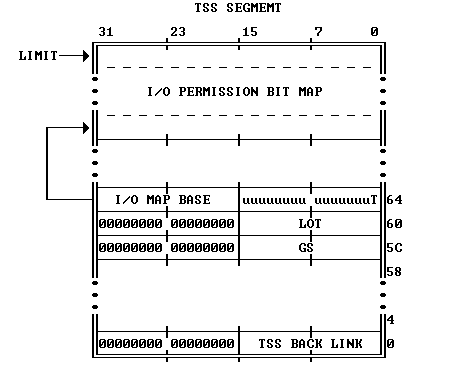 TSS SEGMEMT
31 23 15 7 0
LIMIT
I/O PERMISSION BIT MAP
I/O MAP BASE uuuuuuuu uuuuuuuT 64
00000000 00000000 LOT 60
00000000 00000000 GS 5C
58
4
00000000 00000000 TSS BACK LINK 0